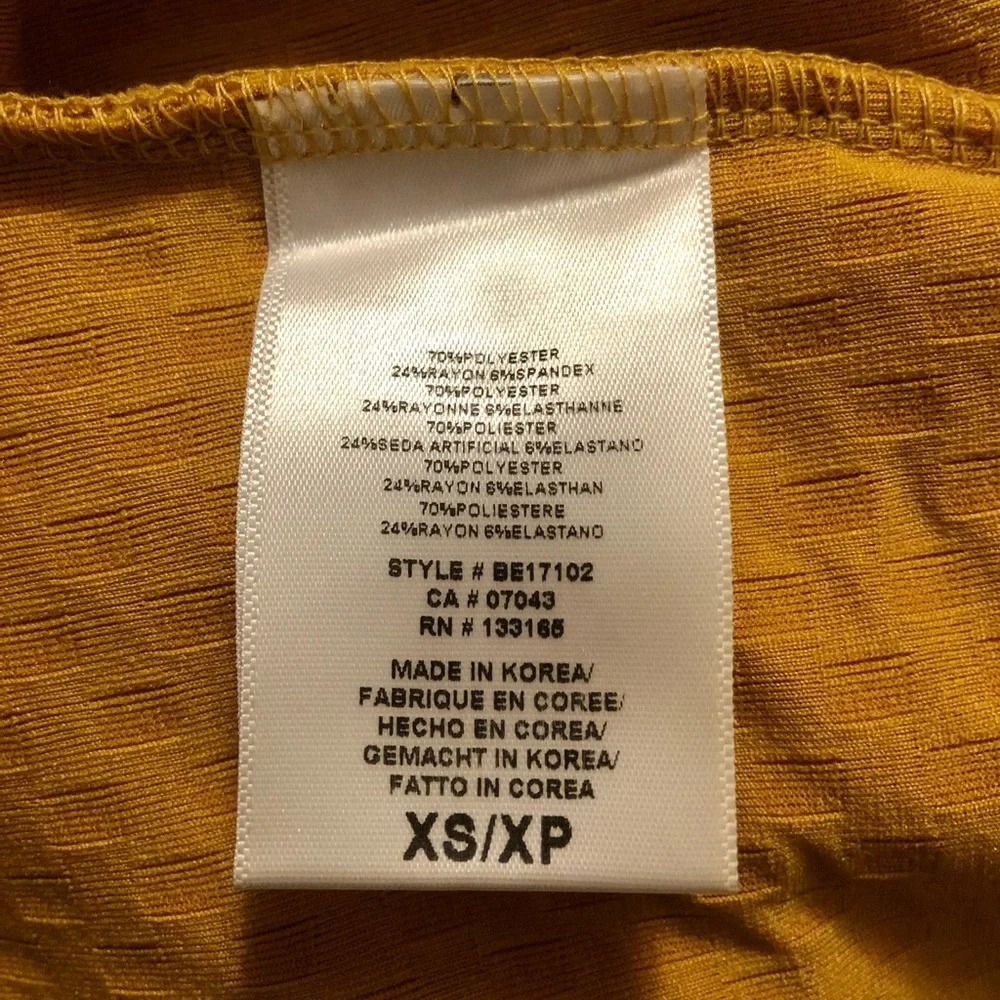 70%POLYESTER
24%RAYON 6%SPANDEX
70%POLYESTER
24%RAYONNE 6%ELASTHANNE
70%POLIESTER
24%SEDA ARTIFICIAL 6%ELASTANO
70%POLYESTER
24%RAYON 6%ELASTHAN
70%POLIESTERE
24%RAYON 6%ELASTANO
STYLE # BE17102
CA # 07043
RN # 133165
MADE IN KOREA/
FABRIQUE EN COREE/
HECHO EN COREA/
GEMACHT IN KOREA/
FATTO IN COREA
XS/XP